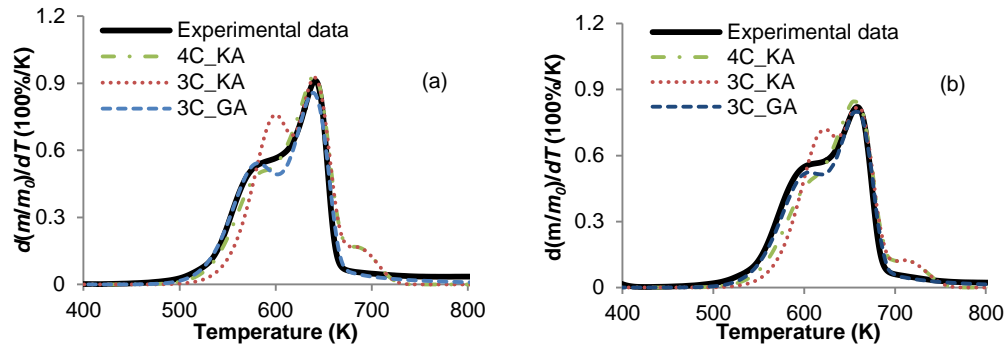 1.2
0.9
0.6
0.3
0
400
500
600
700
800
d(m/m0)/dT (100%/K)
Temperature (K)
Experimental data
4C_KA
3C_KA
3C_GA
(a)
1.2
0.9
0.6
0.3
0
400
500
600
700
800
d(m/m0)/dT (100%/K)
Temperature (K)
Experimental data
4C_KA
3C_KA
3C_GA
(b)